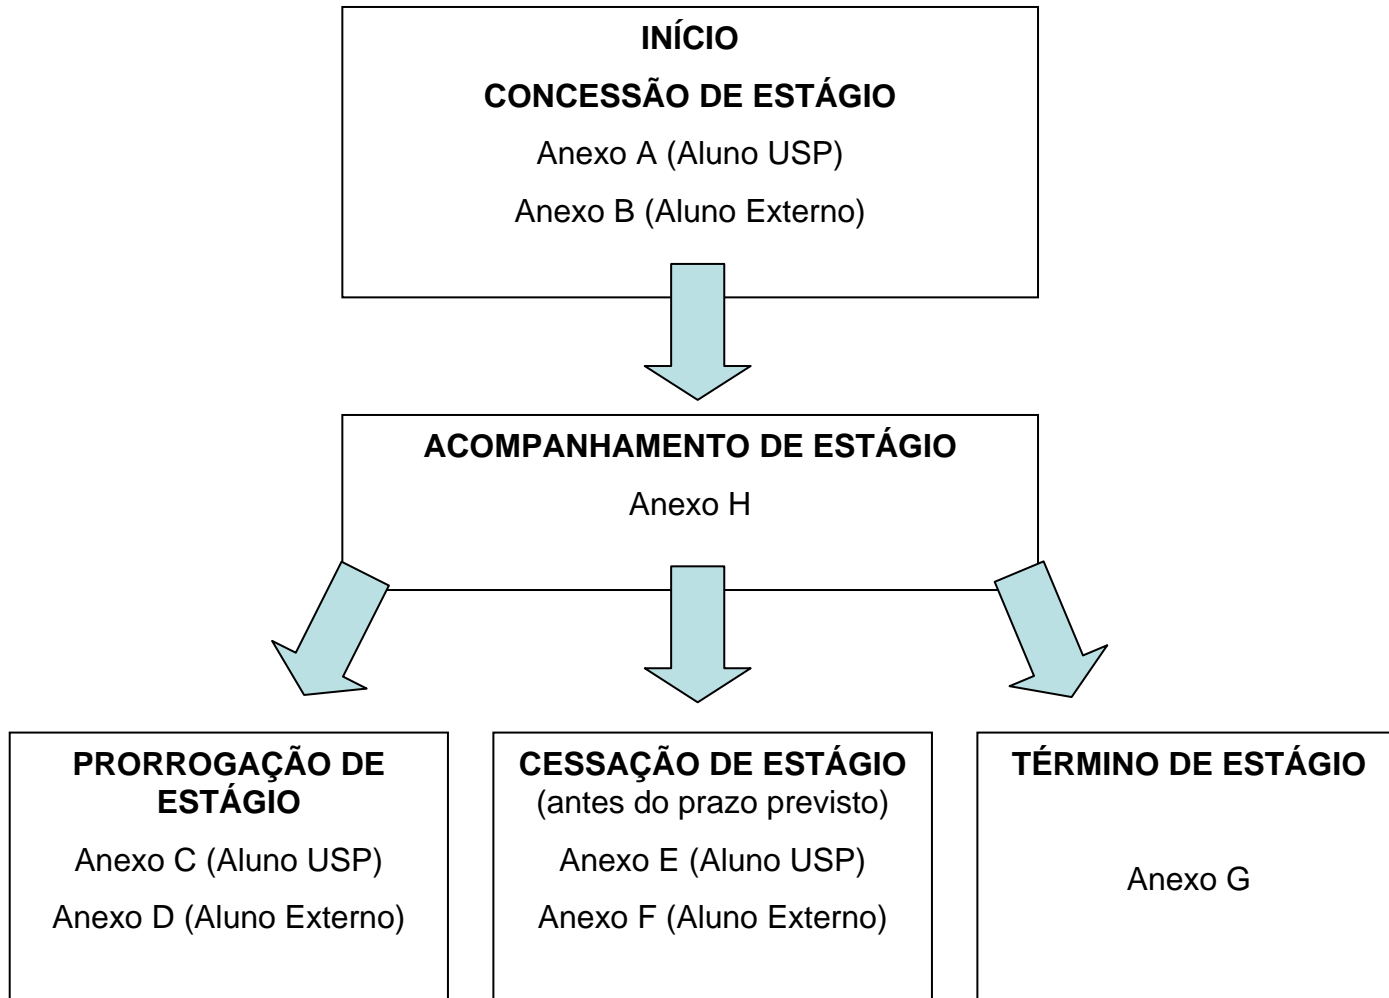 INÍCIO
CONCESSÃO DE ESTÁGIO
Anexo A (Aluno USP)
Anexo B (Aluno Externo)
ACOMPANHAMENTO DE ESTÁGIO
Anexo H
PRORROGAÇÃO DE
ESTÁGIO
Anexo C (Aluno USP)
Anexo D (Aluno Externo)
CESSAÇÃO DE ESTÁGIO
(antes do prazo previsto)
Anexo E (Aluno USP)
Anexo F (Aluno Externo)
TÉRMINO DE ESTÁGIO
Anexo G